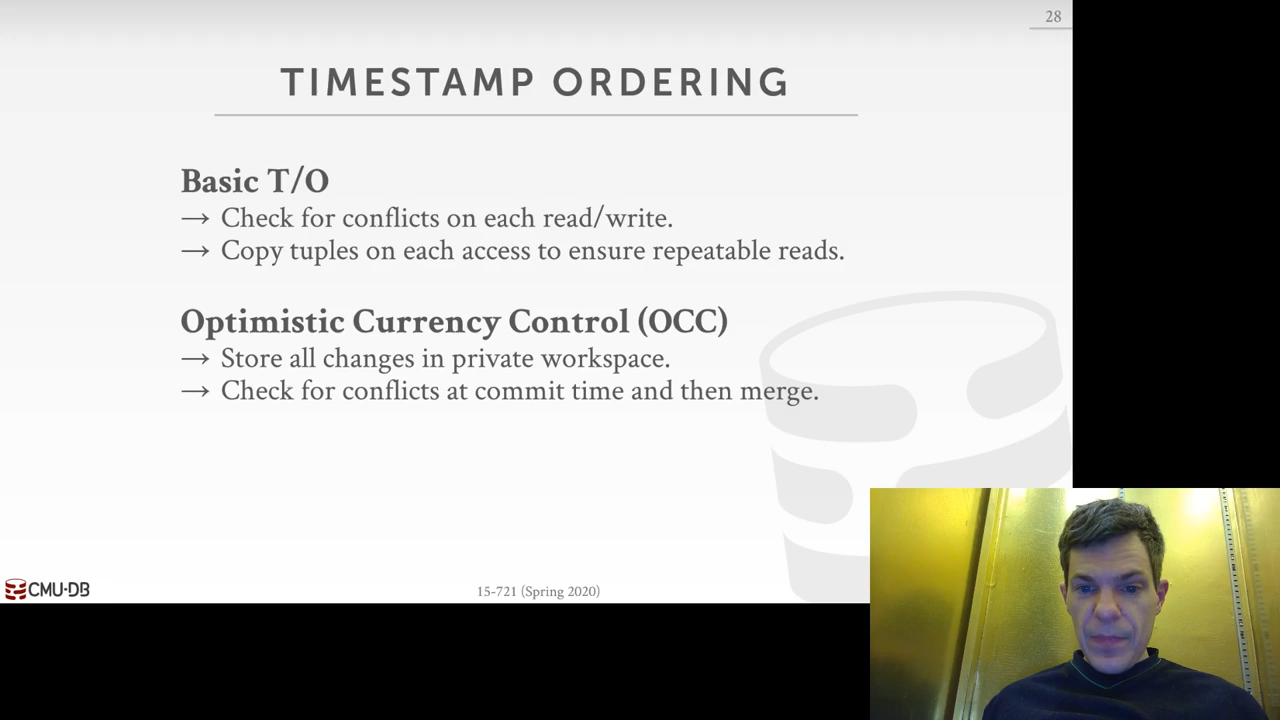 28
TIMESTAMP ORDERING
Basic T/O
→ Check for conflicts on each read/write.
→ Copy tuples on each access to ensure repeatable reads.
Optimistic Currency Control (OCC)
→ Store all changes in private workspace.
→ Check for conflicts at commit time and then merge.
CMU·DB
15-721 (Spring 2020)